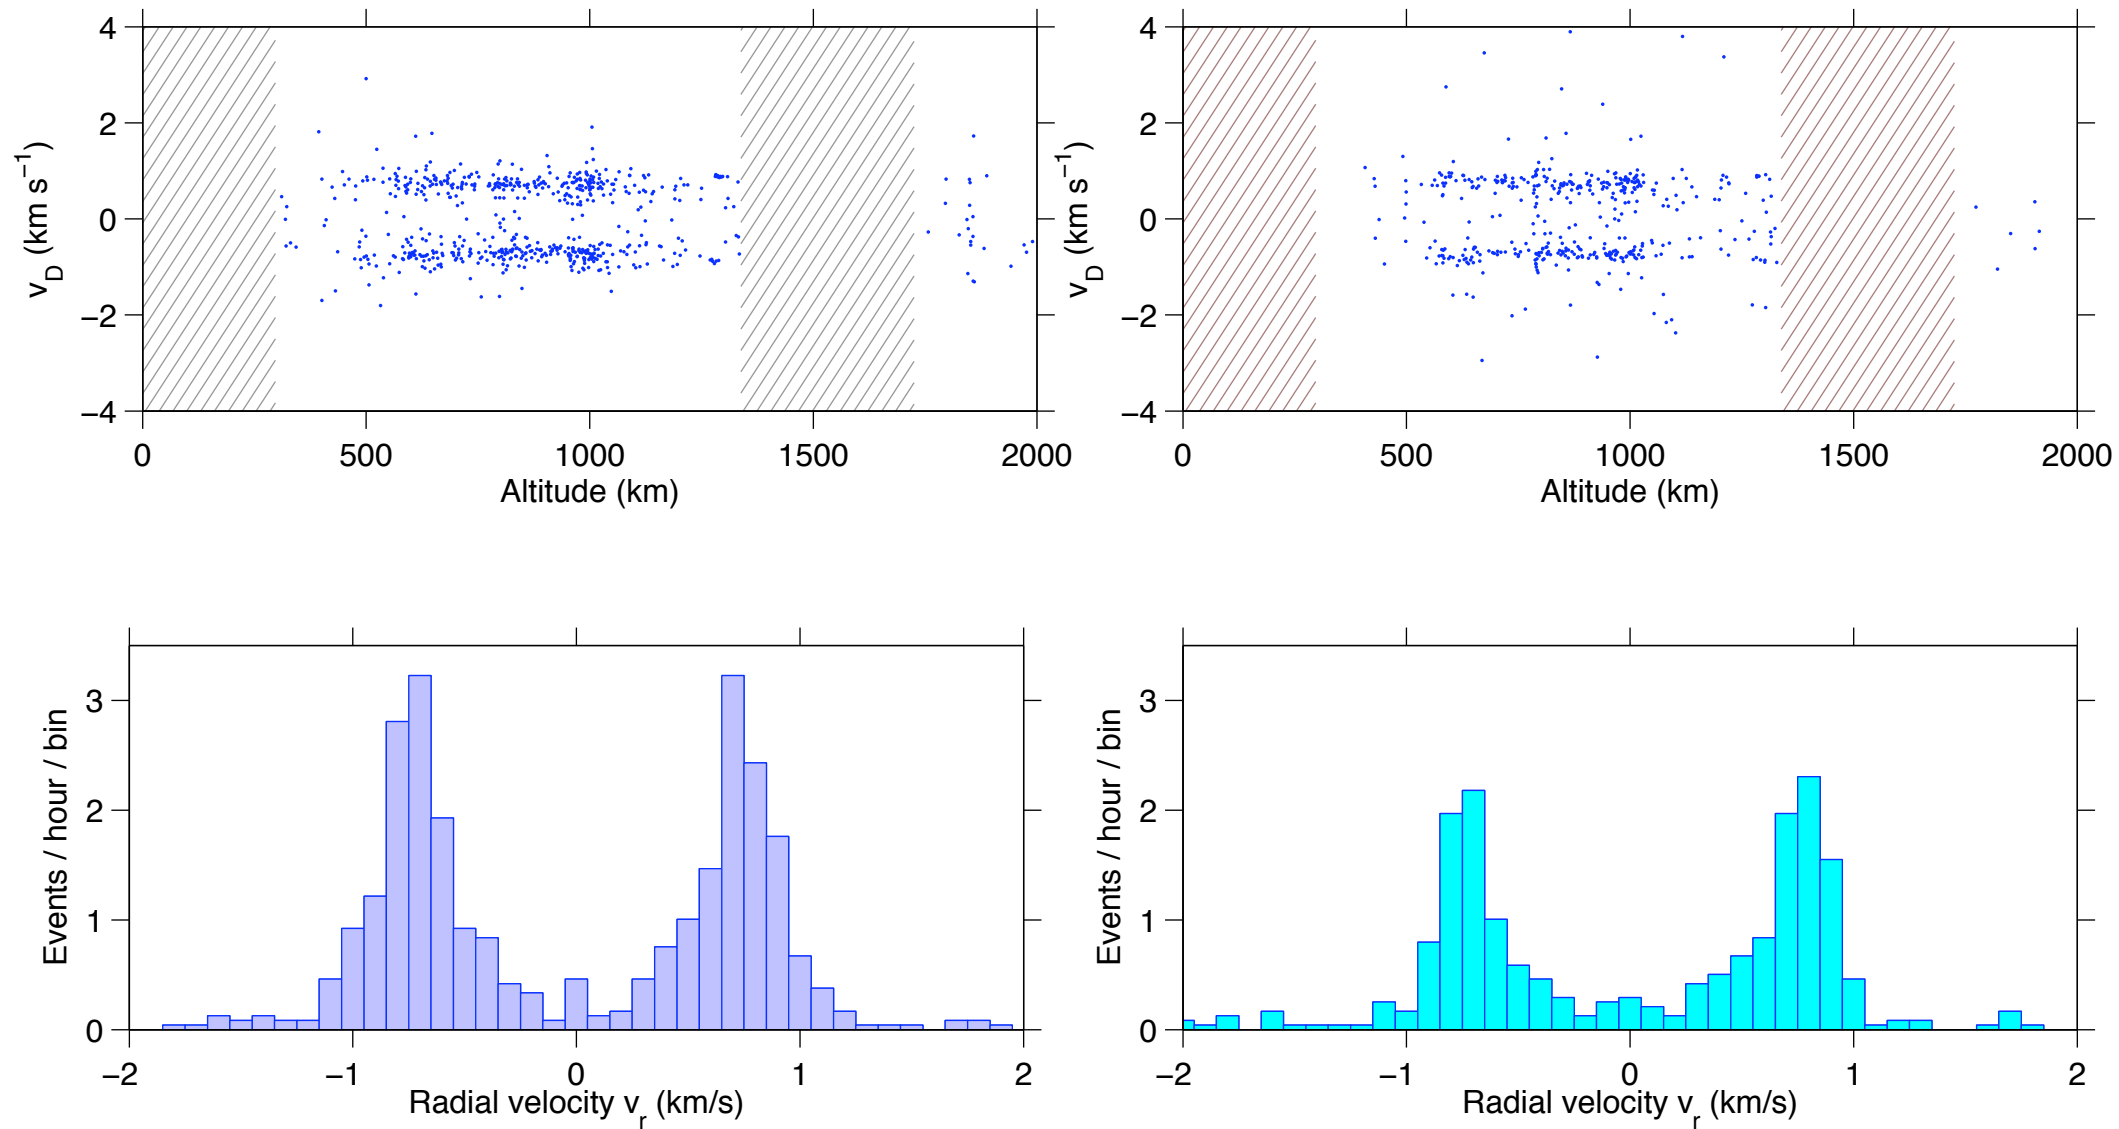 4
2
0
−2
−4
v_D (km s⁻¹)
0 500 1000 1500 2000
Altitude (km)
4
2
0
−2
−4
v_D (km s⁻¹)
0 500 1000 1500 2000
Altitude (km)
3
2
1
0
Events / hour / bin
−2 −1 0 1 2
Radial velocity v_r (km/s)
3
2
1
0
Events / hour / bin
−2 −1 0 1 2
Radial velocity v_r (km/s)